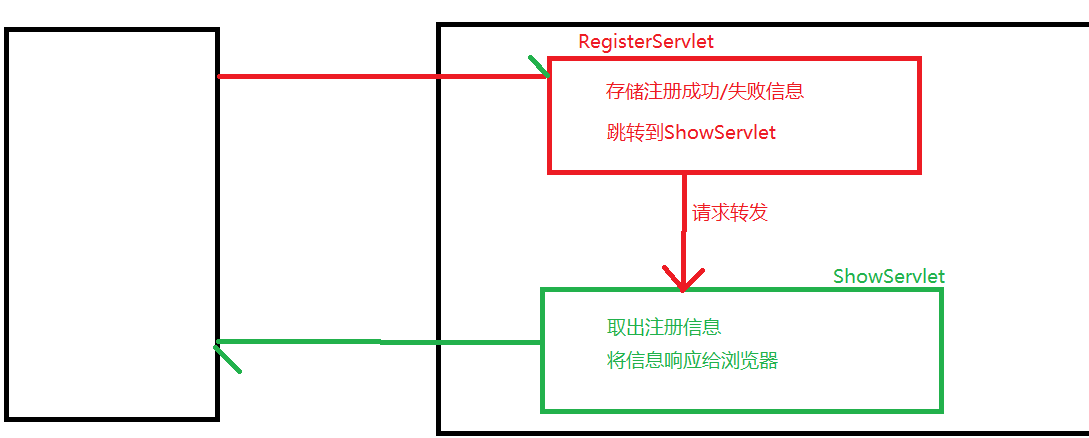 RegisterServlet
存储注册成功/失败信息
跳转到ShowServlet
请求转发
ShowServlet
取出注册信息
将信息响应给浏览器